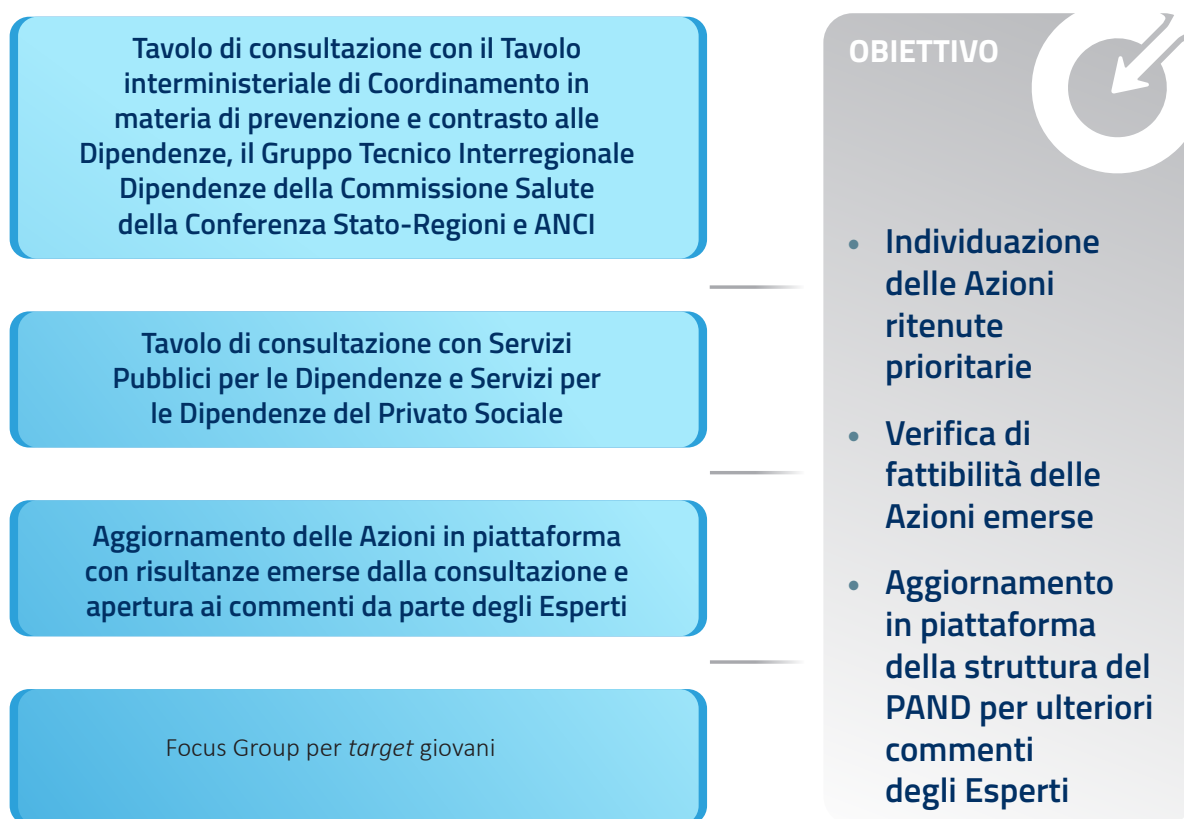 Tavolo di consultazione con il Tavolo
interministeriale di Coordinamento in
materia di prevenzione e contrasto alle
Dipendenze, il Gruppo Tecnico Interregionale
Dipendenze della Commissione Salute
della Conferenza Stato-Regioni e ANCI
Tavolo di consultazione con Servizi
Pubblici per le Dipendenze e Servizi per
le Dipendenze del Privato Sociale
Aggiornamento delle Azioni in piattaforma
con risultanze emerse dalla consultazione e
apertura ai commenti da parte degli Esperti
Focus Group per target giovani
OBIETTIVO
• Individuazione
delle Azioni
ritenute
prioritarie
• Verifica di
fattibilità delle
Azioni emerse
• Aggiornamento
in piattaforma
della struttura del
PAND per ulteriori
commenti
degli Esperti